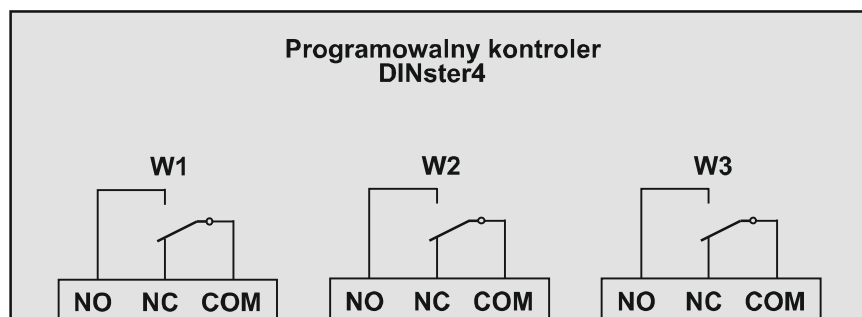 Programowalny kontroler
DINster4
W1 W2 W3
NO NC COM NO NC COM NO NC COM